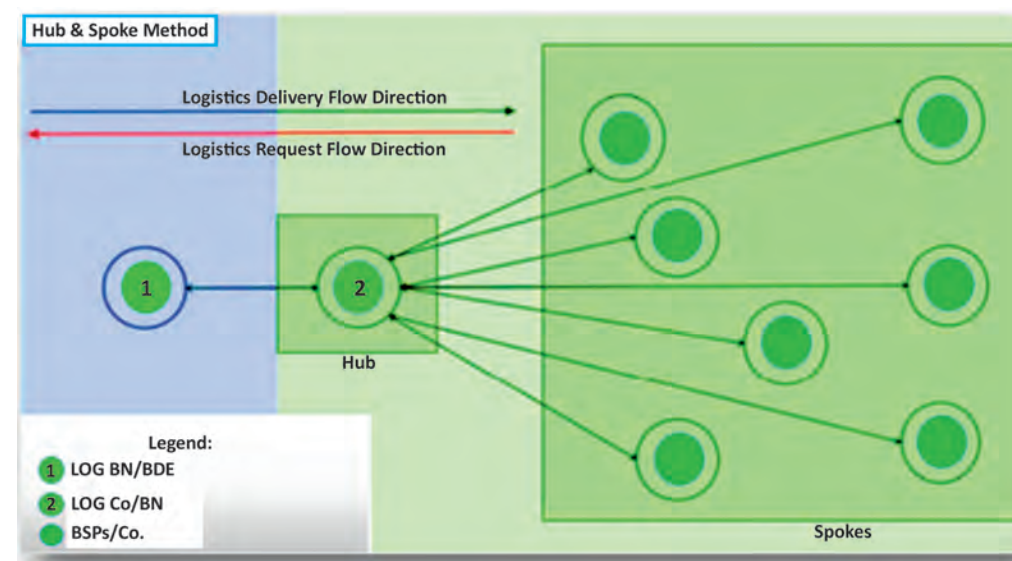 Hub & Spoke Method
Logistics Delivery Flow Direction
Logistics Request Flow Direction
1
2
Hub
Spokes
Legend:
1 LOG BN/BDE
2 LOG Co/BN
BSPs/Co.